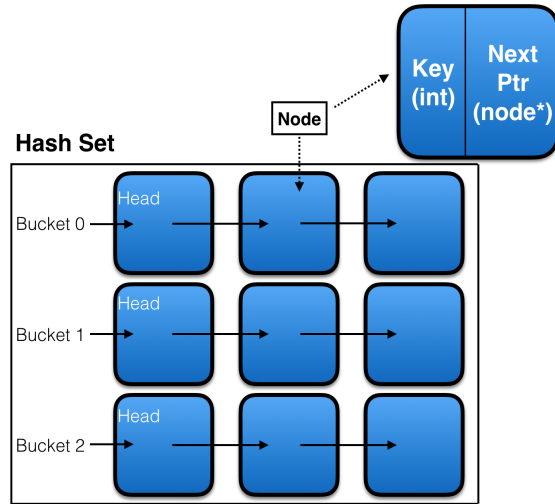 Key
(int)
Next
Ptr
(node*)
Node
Hash Set
Head
Bucket 0
Head
Bucket 1
Head
Bucket 2